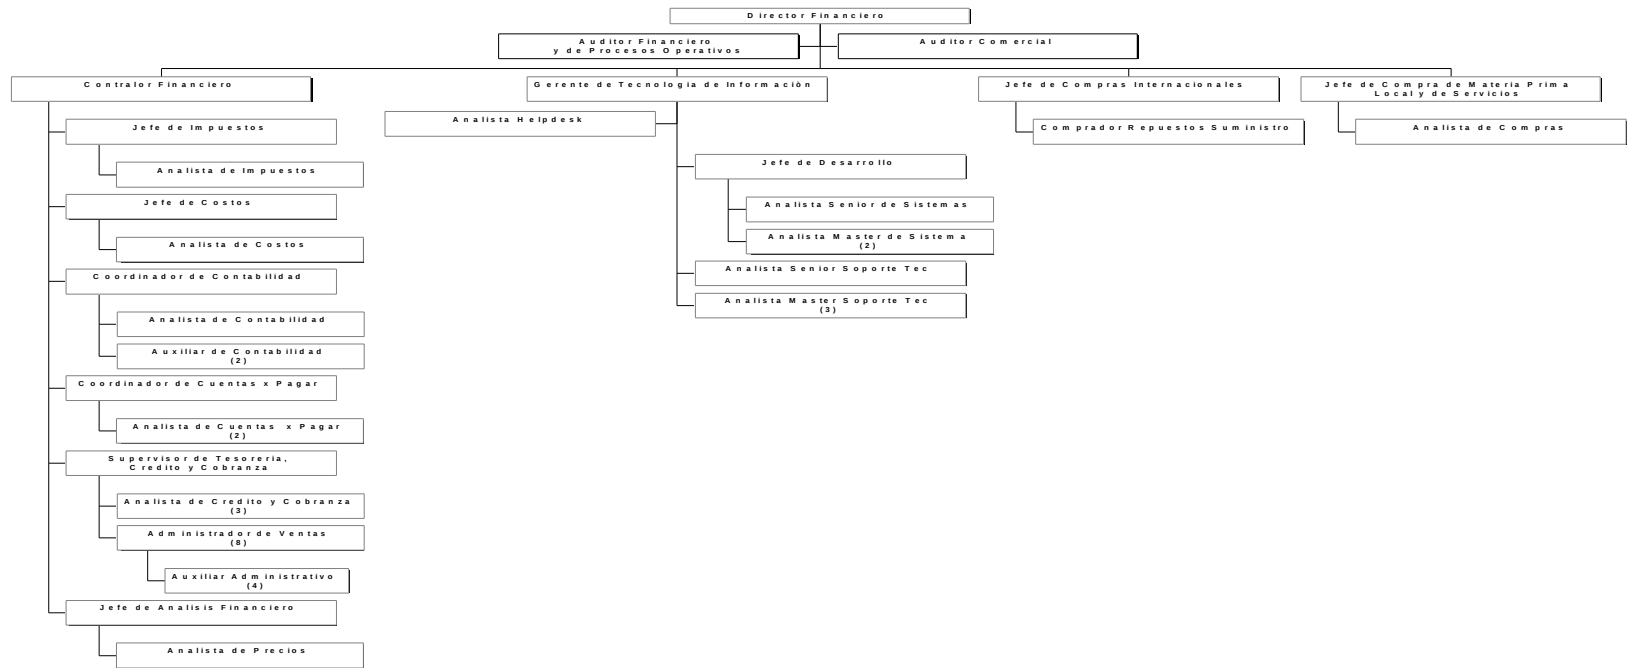 Director Financiero
Auditor Financiero
y de Procesos Operativos
Auditor Comercial
Contralor Financiero
Gerente de Tecnologia de Informaciòn
Jefe de Compras Internacionales
Jefe de Compra de Materia Prima
Local y de Servicios
Analista Helpdesk
Jefe de Impuestos
Comprador Repuestos Suministro
Analista de Compras
Jefe de Desarrollo
Analista de Impuestos
Jefe de Costos
Analista Senior de Sistemas
Analista de Costos
Analista Master de Sistema
(2)
Coordinador de Contabilidad
Analista Senior Soporte Tec
Analista Master Soporte Tec
(3)
Analista de Contabilidad
Auxiliar de Contabilidad
(2)
Coordinador de Cuentas x Pagar
Analista de Cuentas x Pagar
(2)
Supervisor de Tesoreria,
Credito y Cobranza
Analista de Credito y Cobranza
(3)
Administrador de Ventas
(8)
Auxiliar Administrativo
(4)
Jefe de Analisis Financiero
Analista de Precios